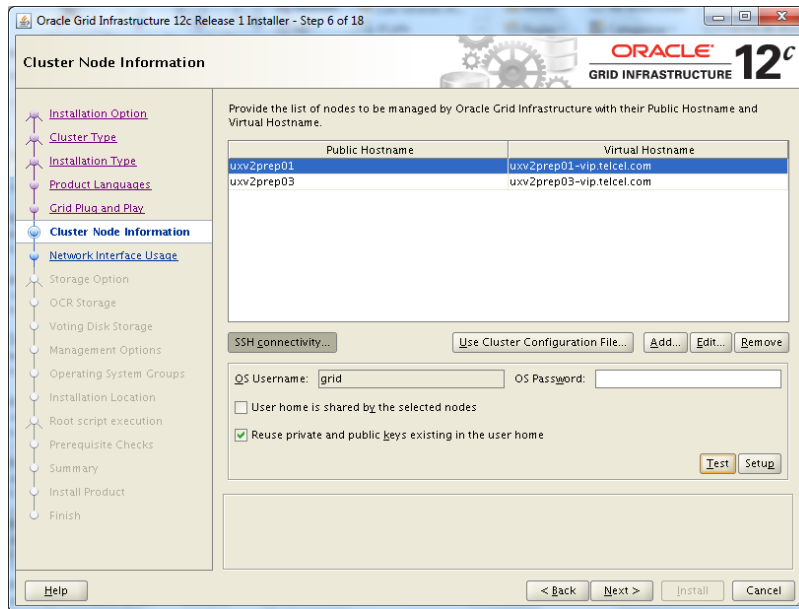 Oracle Grid Infrastructure 12c Release 1 Installer - Step 6 of 18
Cluster Node Information
ORACLE
GRID INFRASTRUCTURE
12c
Installation Option
Cluster Type
Installation Type
Product Languages
Grid Plug and Play
Cluster Node Information
Network Interface Usage
Storage Option
OCR Storage
Voting Disk Storage
Management Options
Operating System Groups
Installation Location
Root script execution
Prerequisite Checks
Summary
Install Product
Finish
Provide the list of nodes to be managed by Oracle Grid Infrastructure with their Public Hostname and
Virtual Hostname.
Public Hostname Virtual Hostname
uxv2prep01 uxv2prep01-vip.telcel.com
uxv2prep03 uxv2prep03-vip.telcel.com
SSH connectivity... Use Cluster Configuration File... Add... Edit... Remove
OS Username: grid OS Password:
User home is shared by the selected nodes
Reuse private and public keys existing in the user home
Test Setup
Help < Back Next > Install Cancel